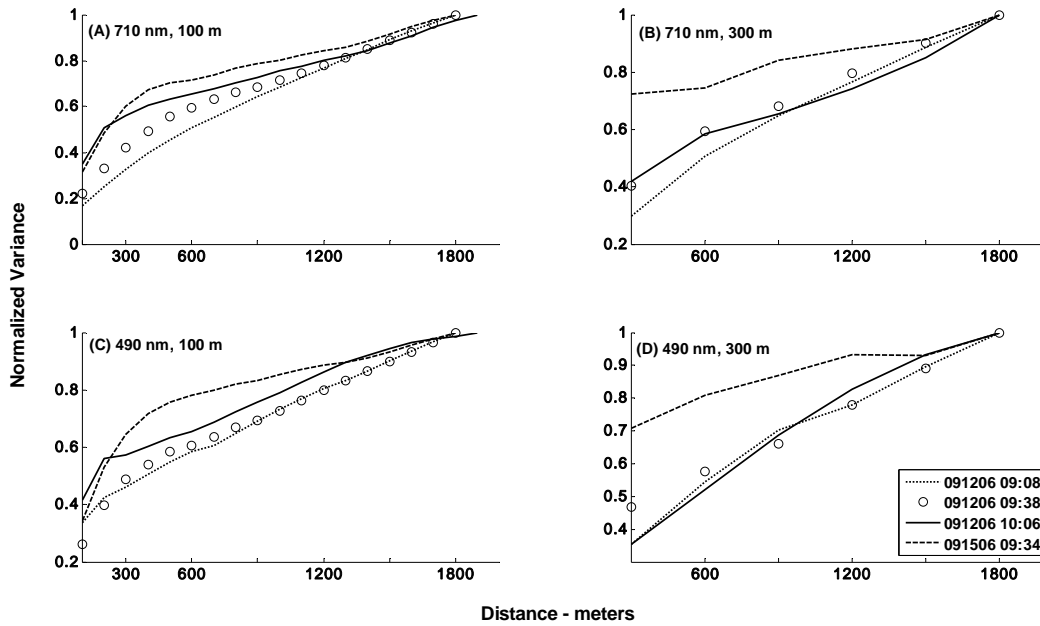 Normalized Variance
(A) 710 nm, 100 m
1
0.8
0.6
0.4
0.2
0
300 600 1200 1800
(B) 710 nm, 300 m
1
0.8
0.6
0.4
0.2
600 1200 1800
(C) 490 nm, 100 m
1
0.8
0.6
0.4
0.2
300 600 1200 1800
(D) 490 nm, 300 m
1
0.9
0.8
0.7
0.6
0.5
0.4
600 1200 1800
091206 09:08
091206 09:38
091206 10:06
091506 09:34
Distance - meters